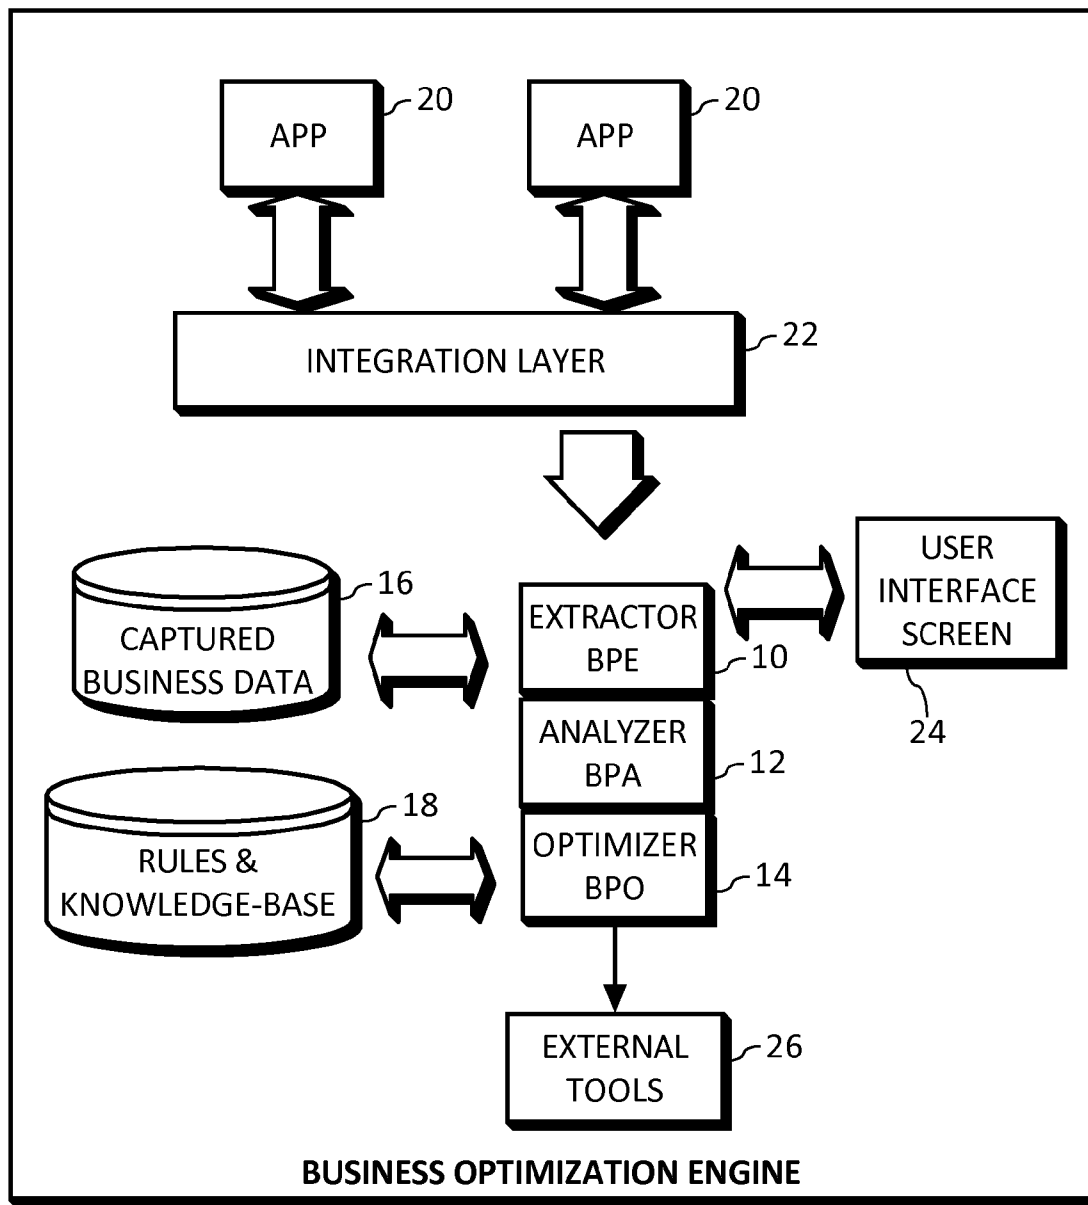 20
20
APP
APP
22
INTEGRATION LAYER
USER
INTERFACE
SCREEN
24
16
CAPTURED
BUSINESS DATA
EXTRACTOR
BPE
10
ANALYZER
BPA
12
18
RULES &
KNOWLEDGE-BASE
OPTIMIZER
BPO
14
EXTERNAL
TOOLS
26
BUSINESS OPTIMIZATION ENGINE